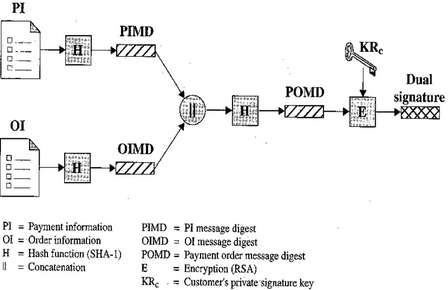 PI
PIMD
H
KRc
Dual
signature
POMD
||
H
E
OI
OIMD
H
PI = Payment information
OI = Order information
H = Hash function (SHA-1)
|| = Concatenation
PIMD = PI message digest
OIMD = OI message digest
POMD = Payment order message digest
E = Encryption (RSA)
KRc = Customer's private signature key